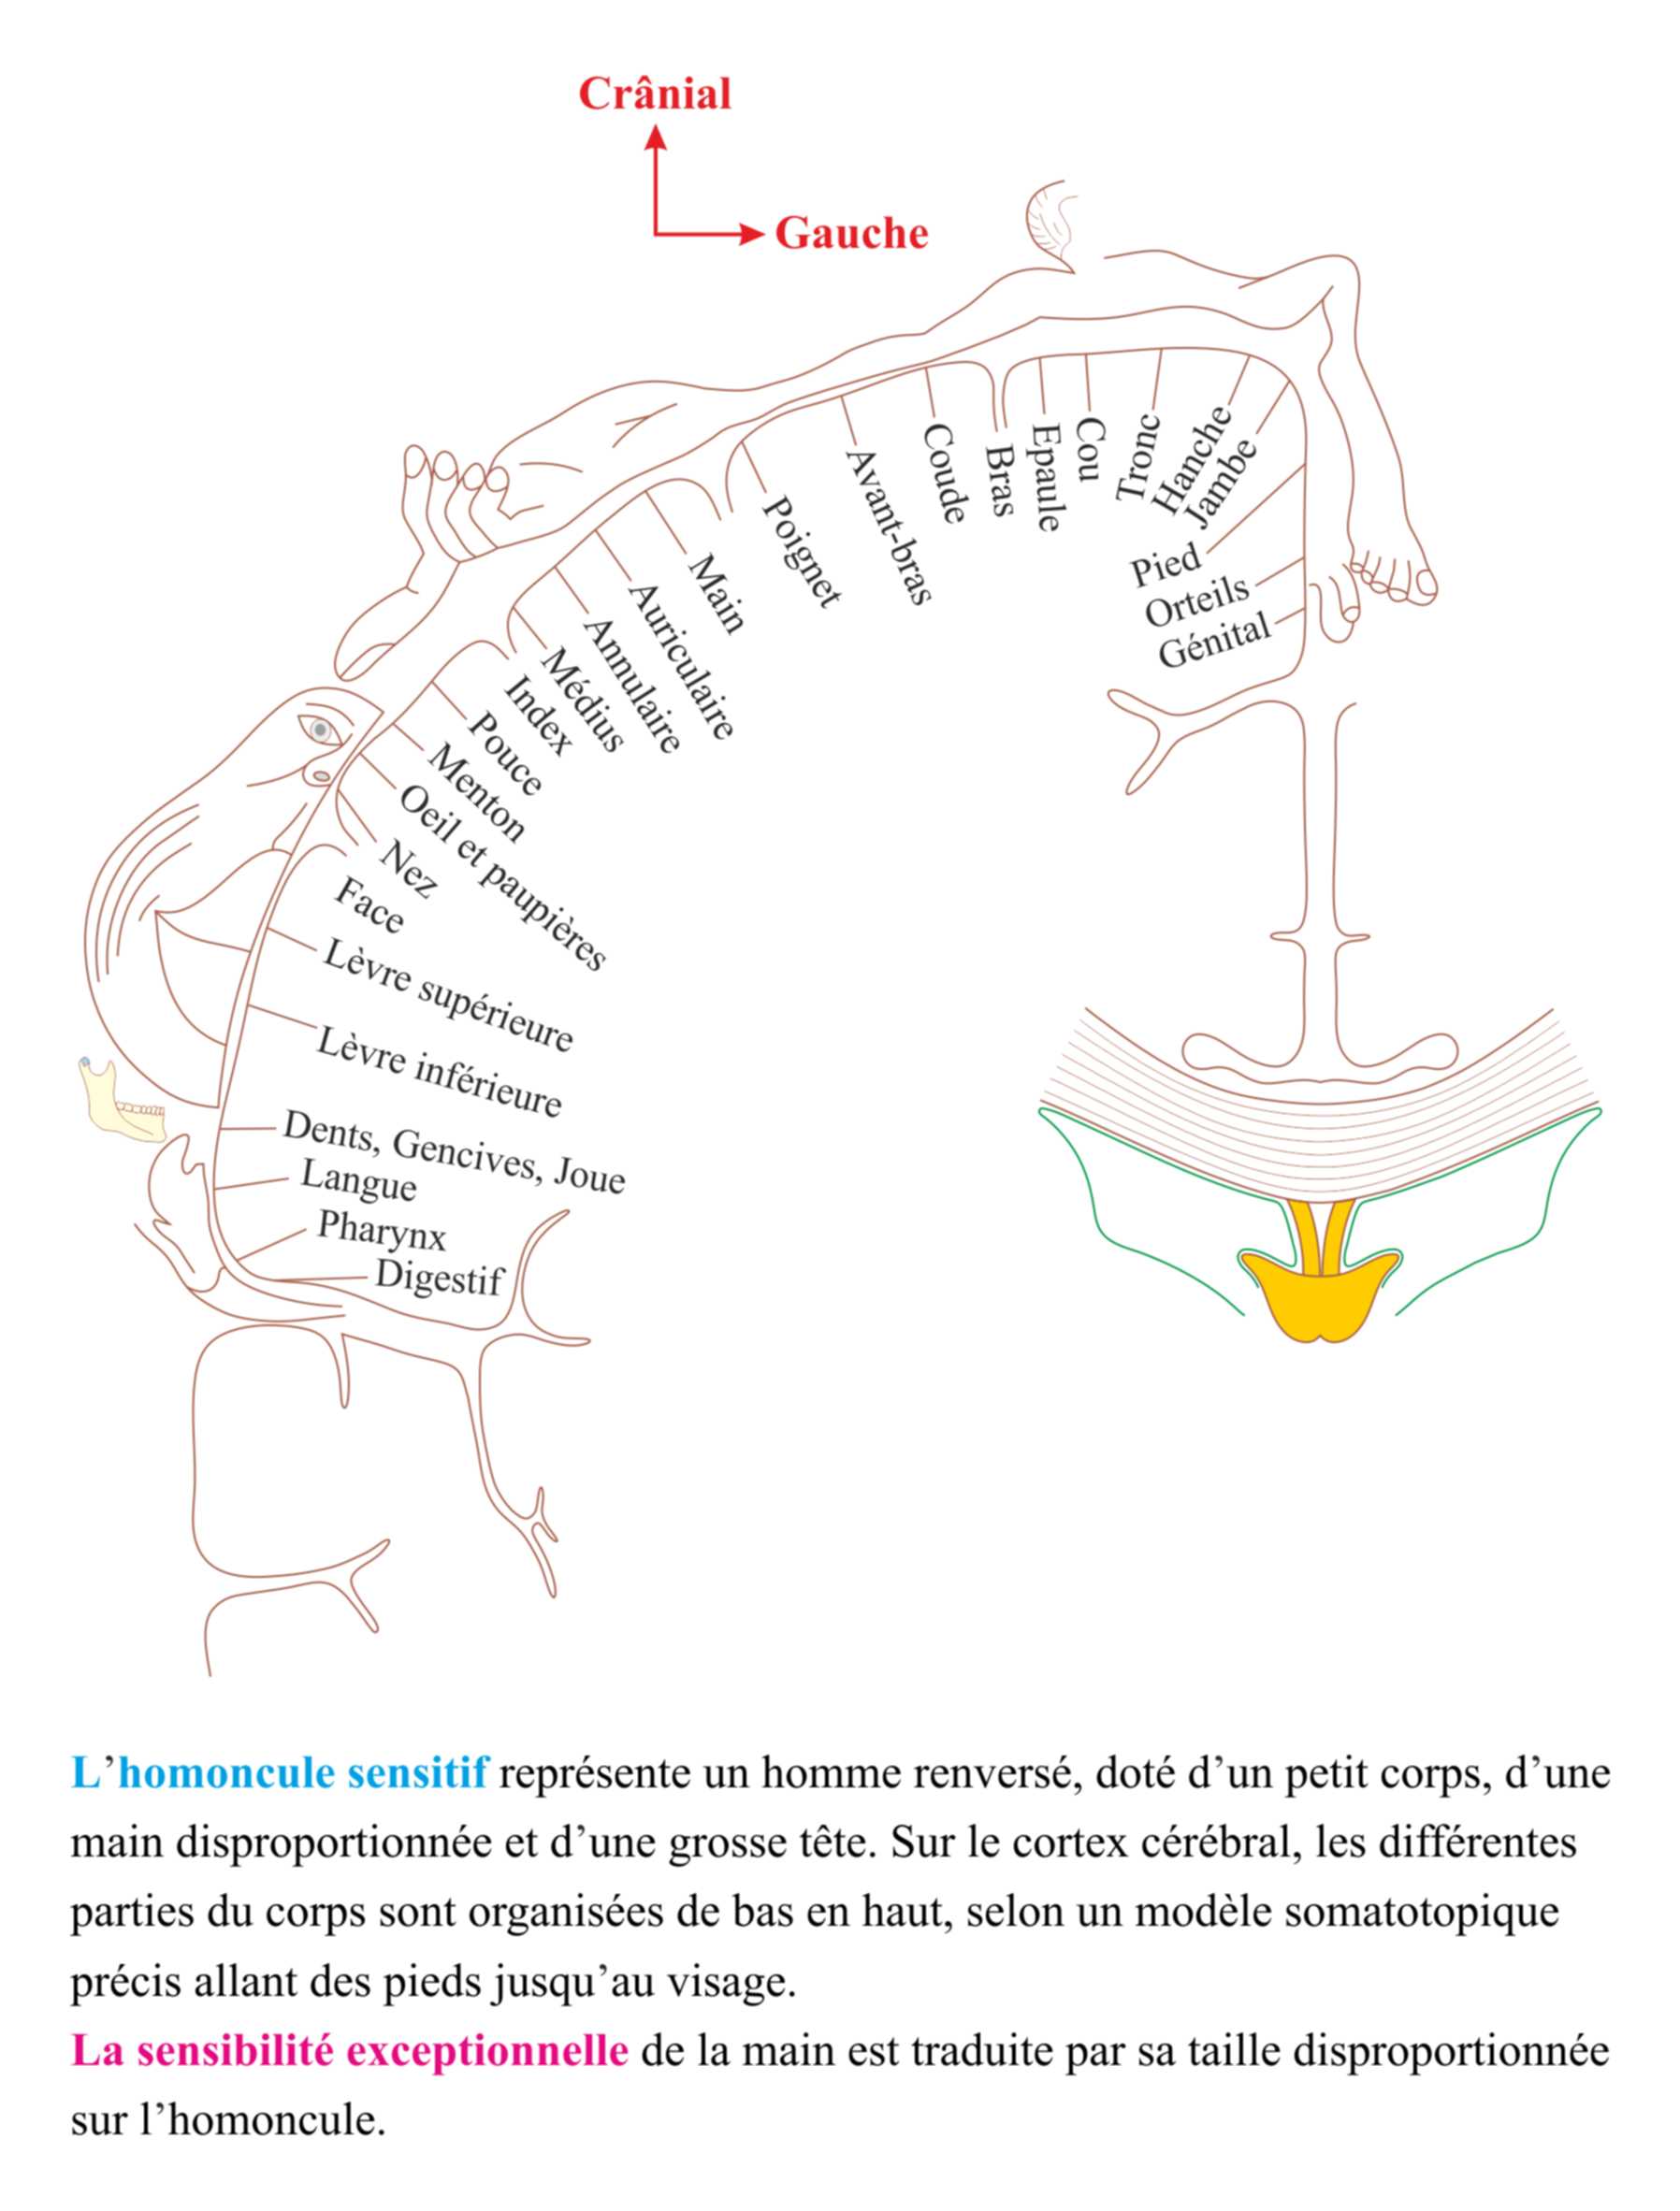 Crânial
Gauche
Génital
Orteils
Pied
Jambe
Hanche
Tronc
Cou
Epaule
Bras
Coude
Avant-bras
Poignet
Main
Auriculaire
Annulaire
Médius
Index
Pouce
Menton
Oeil et paupières
Nez
Face
Lèvre supérieure
Lèvre inférieure
Dents, Gencives, Joue
Langue
Pharynx
Digestif
L’homoncule sensitif représente un homme renversé, doté d’un petit corps, d’une
main disproportionnée et d’une grosse tête. Sur le cortex cérébral, les différentes
parties du corps sont organisées de bas en haut, selon un modèle somatotopique
précis allant des pieds jusqu’au visage.
La sensibilité exceptionnelle de la main est traduite par sa taille disproportionnée
sur l’homoncule.